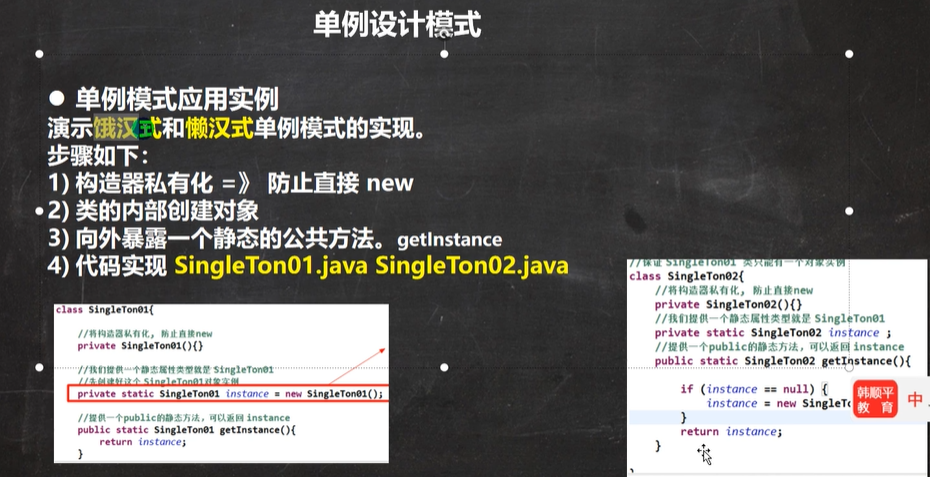 单例设计模式
● 单例模式应用实例
演示饿汉式和懒汉式单例模式的实现。
步骤如下：
1) 构造器私有化 =》 防止直接 new
2) 类的内部创建对象
3) 向外暴露一个静态的公共方法。getInstance
4) 代码实现 SingleTon01.java SingleTon02.java
class SingleTon01{
//将构造器私有化, 防止直接new
private SingleTon01(){}
//我们提供一个静态属性类型就是 SingleTon01
//先创建好这个 SingleTon01对象实例
private static SingleTon01 instance = new SingleTon01();
//提供一个public的静态方法，可以返回 instance
public static SingleTon01 getInstance(){
return instance;
}
//保证 SingleTon01 类只能有一个对象实例
class SingleTon02{
//将构造器私有化, 防止直接new
private SingleTon02(){}
//我们提供一个静态属性类型就是 SingleTon01
private static SingleTon02 instance ;
//提供一个public的静态方法，可以返回 instance
public static SingleTon02 getInstance(){
if (instance == null) {
instance = new SingleTo
}
return instance;
}
韩顺平
教 育
中